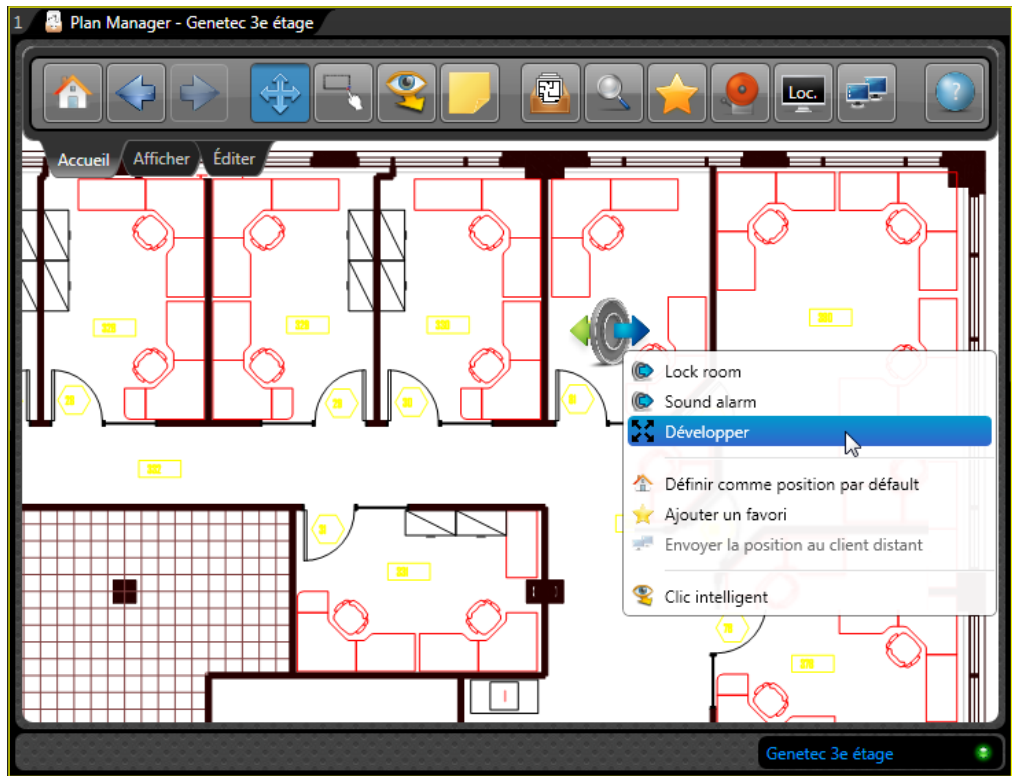 1 Plan Manager - Genetec 3e étage
Loc.
?
Accueil Afficher Éditer
Lock room
Sound alarm
Développer
Définir comme position par défault
Ajouter un favori
Envoyer la position au client distant
Clic intelligent
Genetec 3e étage